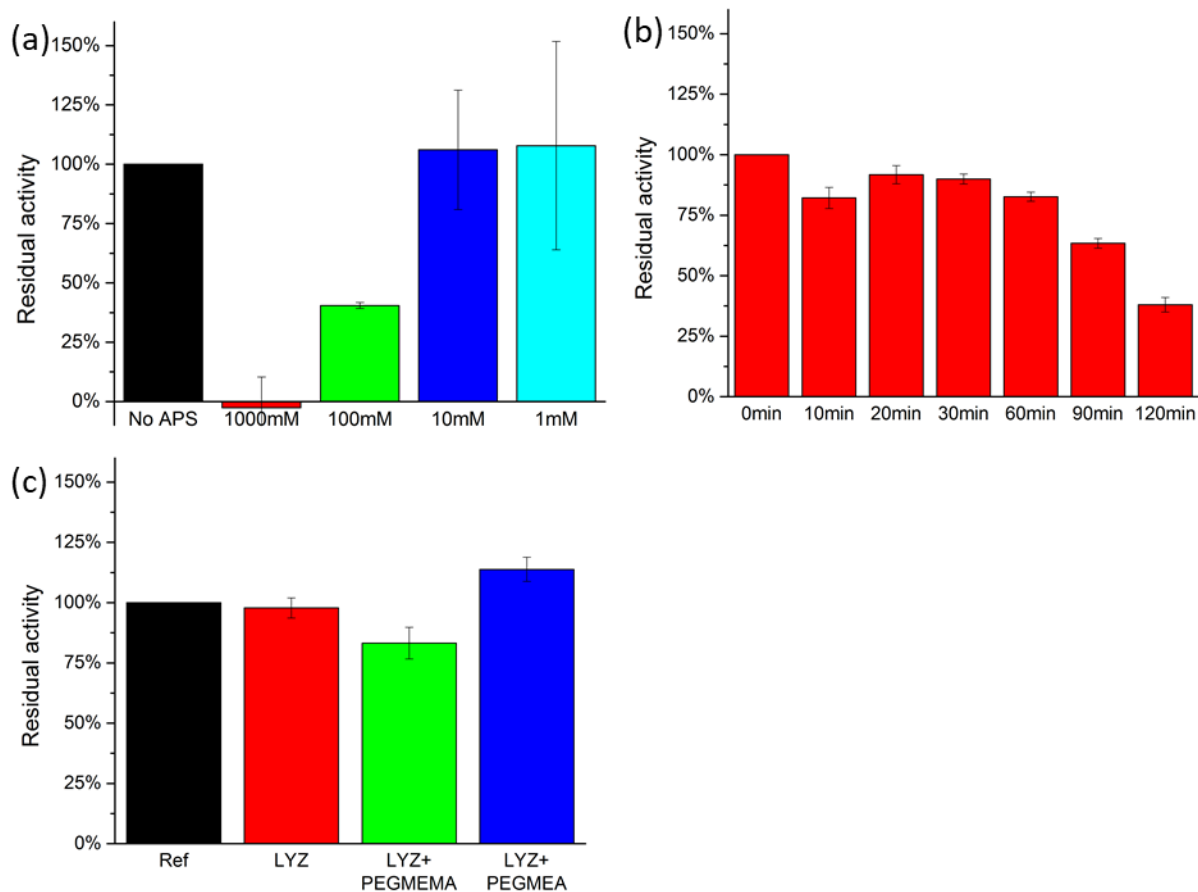 (a)
150%
125%
100%
75%
50%
25%
0%
Residual activity
No APS 1000mM 100mM 10mM 1mM
(b)
150%
125%
100%
75%
50%
25%
0%
Residual activity
0min 10min 20min 30min 60min 90min 120min
(c)
150%
125%
100%
75%
50%
25%
0%
Residual activity
Ref LYZ LYZ+ LYZ+
PEGMEMA PEGMEA